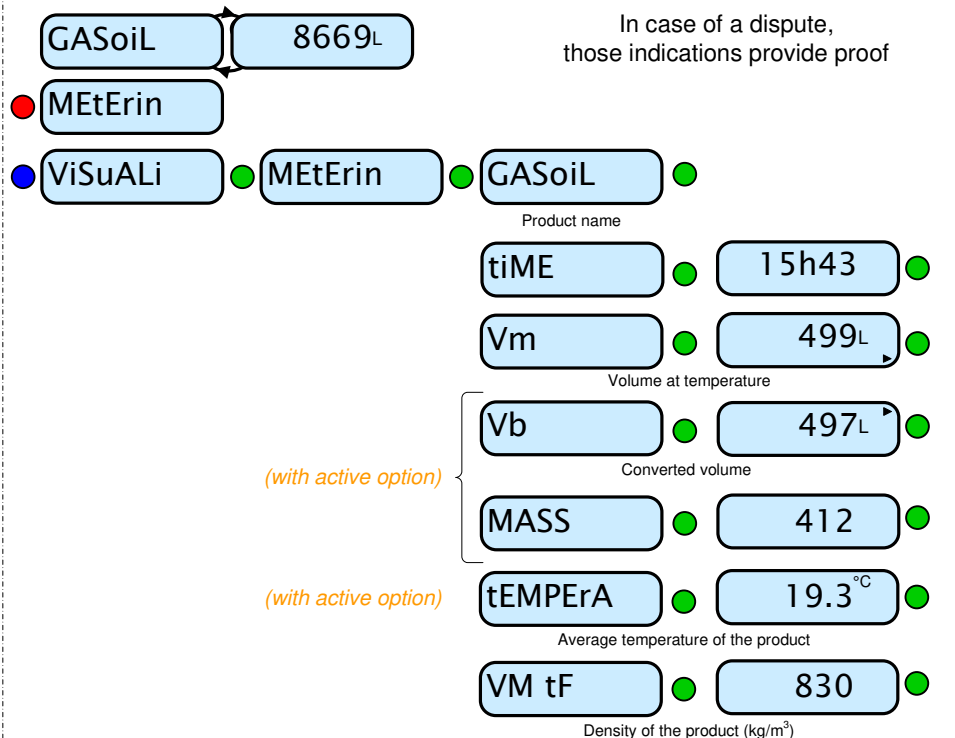 GASoiL 8669L
In case of a dispute,
those indications provide proof
MEtErin
ViSuALi MEtErin GASoiL
Product name
tiME 15h43
Vm 499L
Volume at temperature
Vb 497L
Converted volume
(with active option)
MASS 412
(with active option) tEMPErA 19.3°C
Average temperature of the product
VM tF 830
Density of the product (kg/m³)